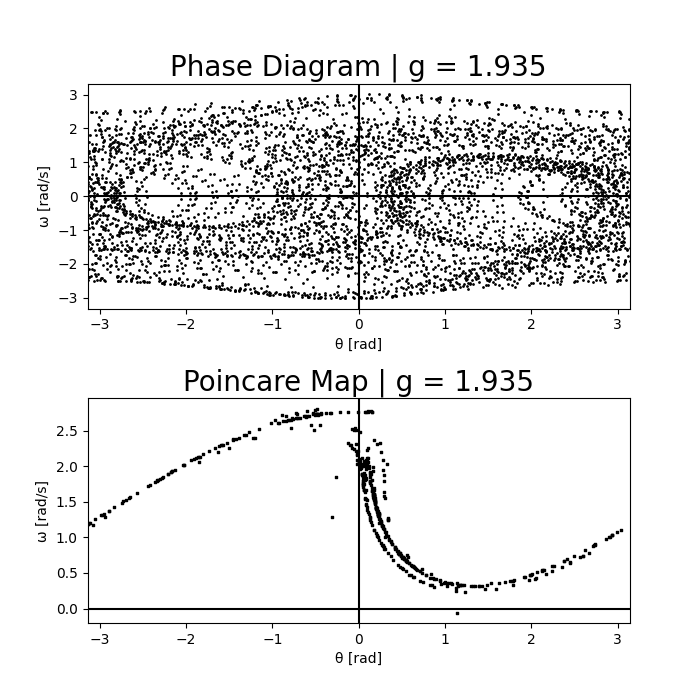 Phase Diagram | g = 1.935
3
2
1
0
−1
−2
−3
ω [rad/s]
−3 −2 −1 0 1 2 3
θ [rad]
Poincare Map | g = 1.935
2.5
2.0
1.5
1.0
0.5
0.0
ω [rad/s]
−3 −2 −1 0 1 2 3
θ [rad]